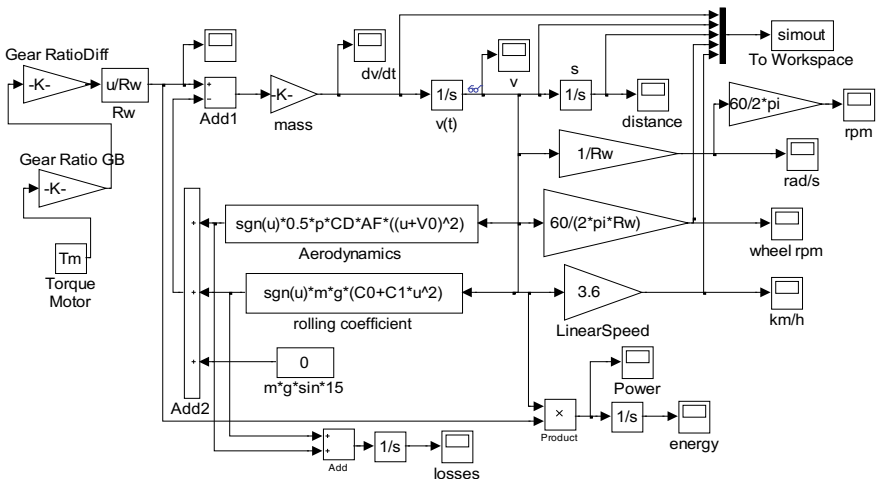 Gear RatioDiff
-K-
u/Rw
Rw
+
−
Add1
-K-
mass
dv/dt
1/s
v(t)
v
s
1/s
distance
simout
To Workspace
60/2*pi
rpm
Gear Ratio GB
-K-
1/Rw
rad/s
Tm
Torque
Motor
+
sgn(u)*0.5*p*CD*AF*((u+V0)^2)
Aerodynamics
60/(2*pi*Rw)
wheel rpm
+
sgn(u)*m*g*(C0+C1*u^2)
rolling coefficient
3.6
LinearSpeed
km/h
+
0
m*g*sin*15
Add2
Power
×
Product
1/s
energy
+
+
Add
1/s
losses